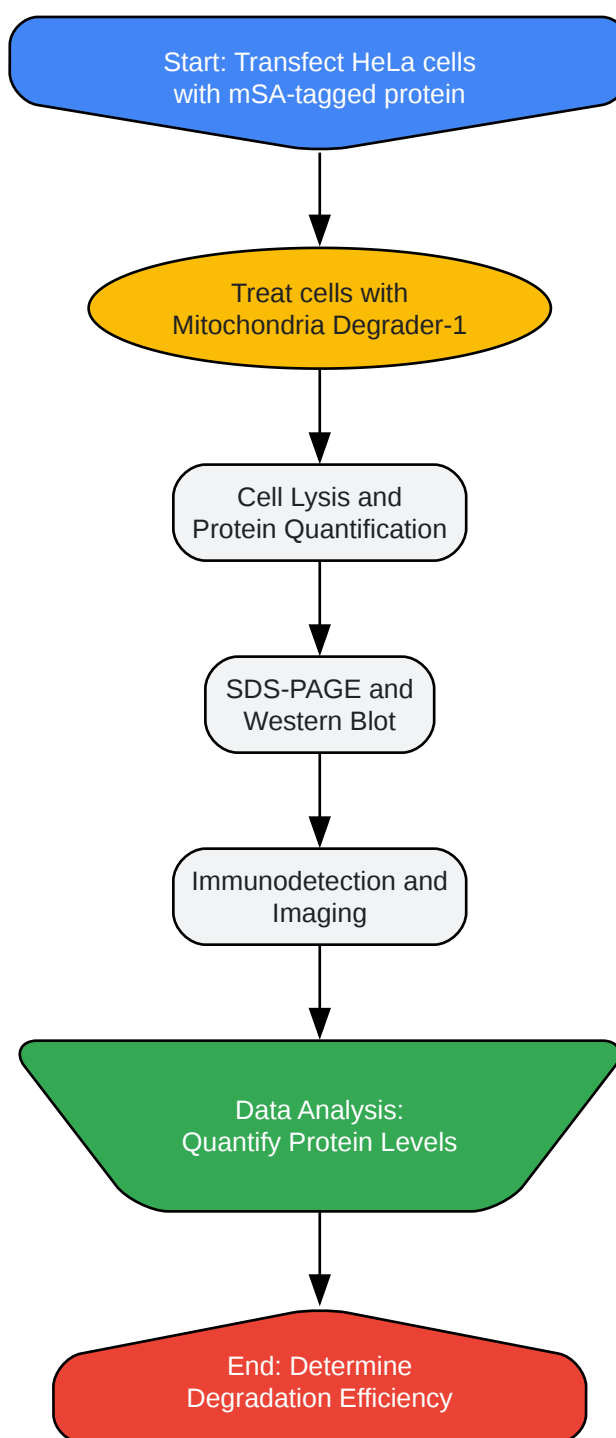 Start: Transfect HeLa cells
with mSA-tagged protein
Treat cells with
Mitochondria Degrader-1
Cell Lysis and
Protein Quantification
SDS-PAGE and
Western Blot
Immunodetection and
Imaging
Data Analysis:
Quantify Protein Levels
End: Determine
Degradation Efficiency